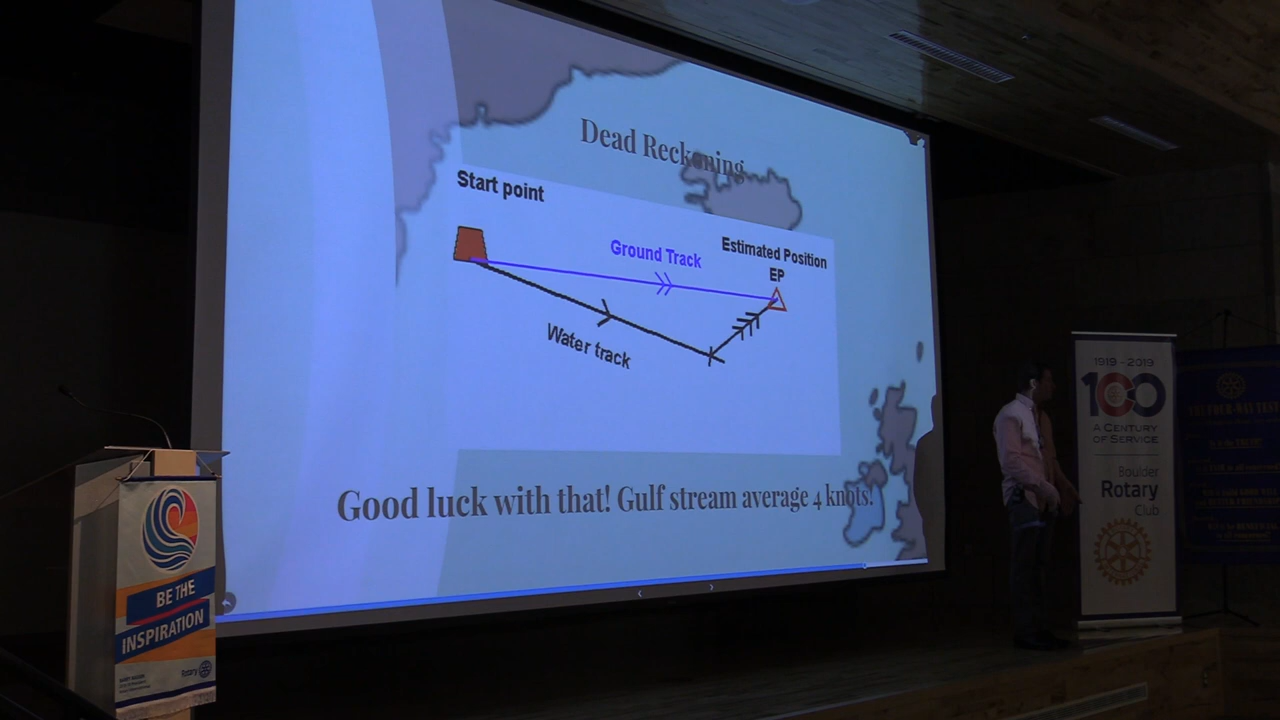 Dead Reckoning
Start point
Ground Track
Estimated Position
EP
Water track
Good luck with that! Gulf stream average 4 knots!
BE THE
INSPIRATION
Rotary
1919 - 2019
100
A CENTURY
OF SERVICE
Boulder
Rotary
Club